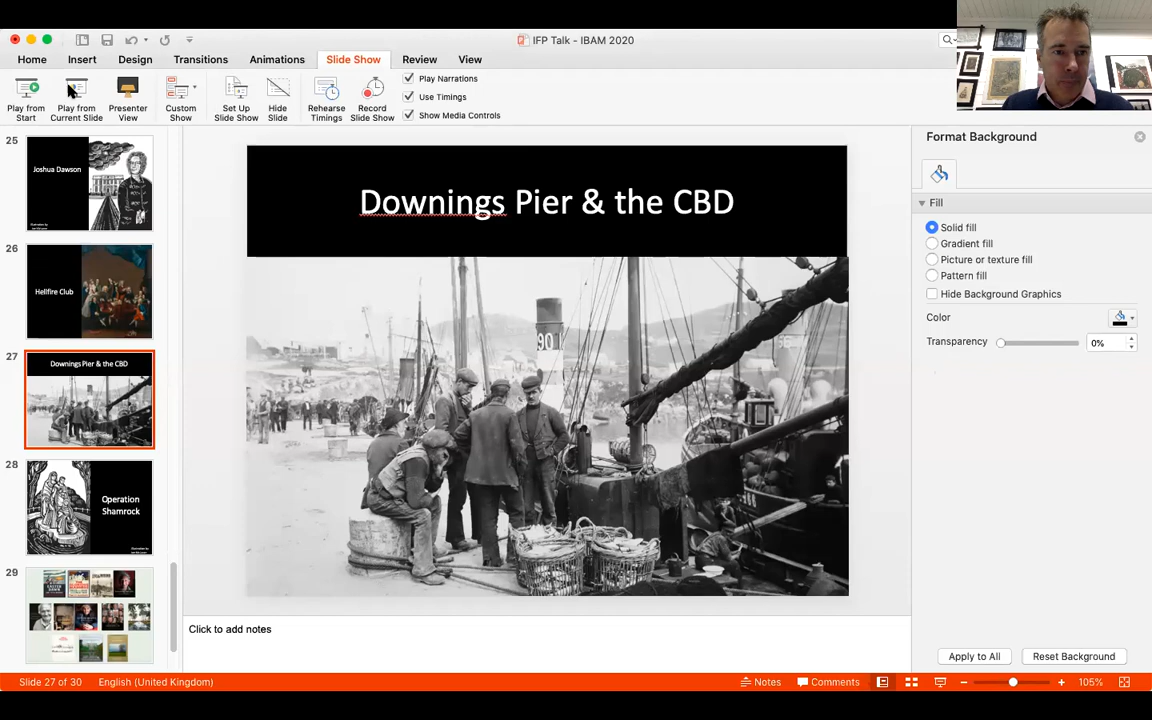 IFP Talk - IBAM 2020
Home Insert Design Transitions Animations Slide Show Review View
Play from Start
Play from Current Slide
Presenter View
Custom Show
Set Up Slide Show
Hide Slide
Rehearse Timings
Record Slide Show
Play Narrations
Use Timings
Show Media Controls
25
Joshua Dawson
26
Hellfire Club
27
Downings Pier & the CBD
28
Operation
Shamrock
29
Downings Pier & the CBD
90
Click to add notes
Format Background
Fill
Solid fill
Gradient fill
Picture or texture fill
Pattern fill
Hide Background Graphics
Color
Transparency 0%
Apply to All Reset Background
Slide 27 of 30 English (United Kingdom) Notes Comments 105%